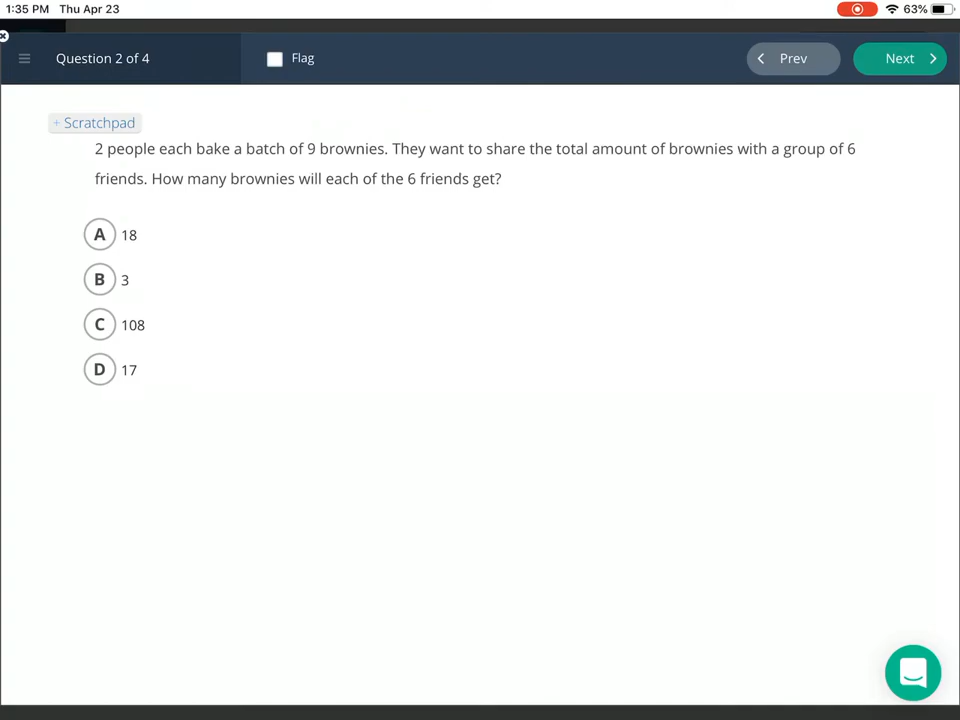 1:35 PM Thu Apr 23 63%
Question 2 of 4 Flag Prev Next
+ Scratchpad
2 people each bake a batch of 9 brownies. They want to share the total amount of brownies with a group of 6
friends. How many brownies will each of the 6 friends get?
A 18
B 3
C 108
D 17